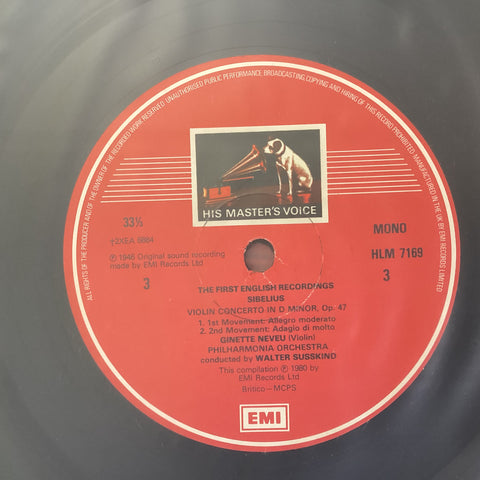 ALL RIGHTS OF THE PRODUCER AND OF THE OWNER OF THE RECORDED WORK RESERVED. UNAUTHORISED PUBLIC PERFORMANCE BROADCASTING COPYING AND HIRING OF THIS RECORD PROHIBITED. MANUFACTURED IN THE UK BY EMI RECORDS LIMITED
HIS MASTER'S VOICE
33⅓
MONO
†2XEA 6884
HLM 7169
℗ 1946 Original sound recording
made by EMI Records Ltd
3
3
THE FIRST ENGLISH RECORDINGS
SIBELIUS
VIOLIN CONCERTO IN D MINOR, Op. 47
1. 1st Movement: Allegro moderato
2. 2nd Movement: Adagio di molto
GINETTE NEVEU (Violin)
PHILHARMONIA ORCHESTRA
conducted by WALTER SUSSKIND
This compilation ℗ 1980 by
EMI Records Ltd
Britico—MCPS
EMI